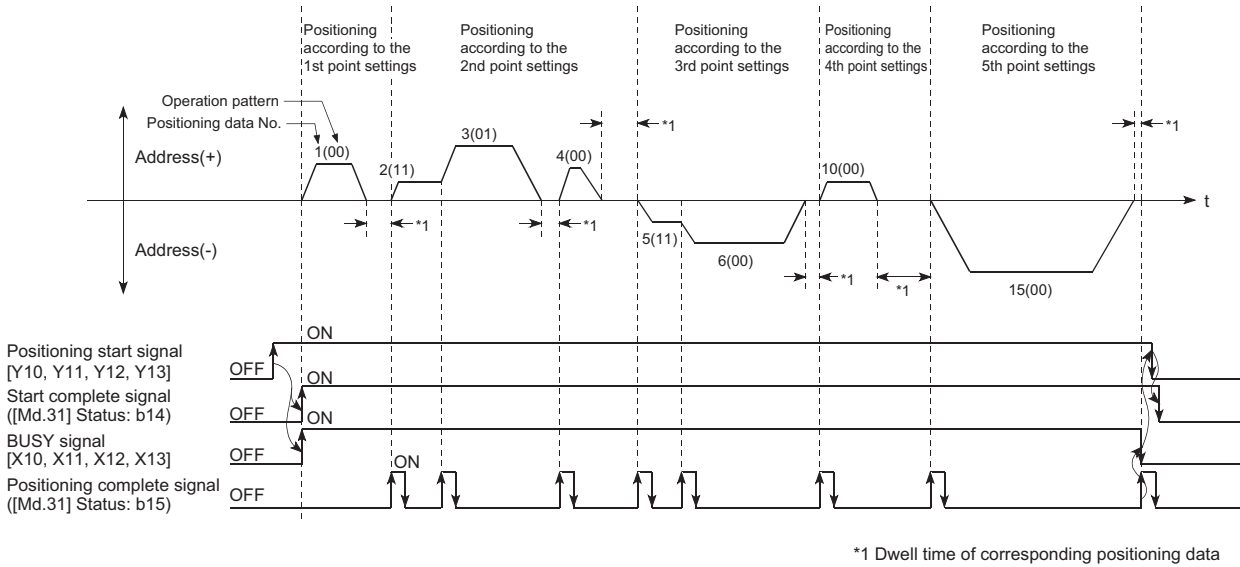 Positioning
according to the
1st point settings
Positioning
according to the
2nd point settings
Positioning
according to the
3rd point settings
Positioning
according to the
4th point settings
Positioning
according to the
5th point settings
Operation pattern
Positioning data No.
Address(+)
Address(-)
1(00)
2(11)
3(01)
4(00)
5(11)
6(00)
10(00)
15(00)
*1
*1
*1
*1
*1
*1
t
Positioning start signal
[Y10, Y11, Y12, Y13]
OFF
ON
Start complete signal
([Md.31] Status: b14)
OFF
ON
BUSY signal
[X10, X11, X12, X13]
OFF
ON
Positioning complete signal
([Md.31] Status: b15)
OFF
ON
*1 Dwell time of corresponding positioning data